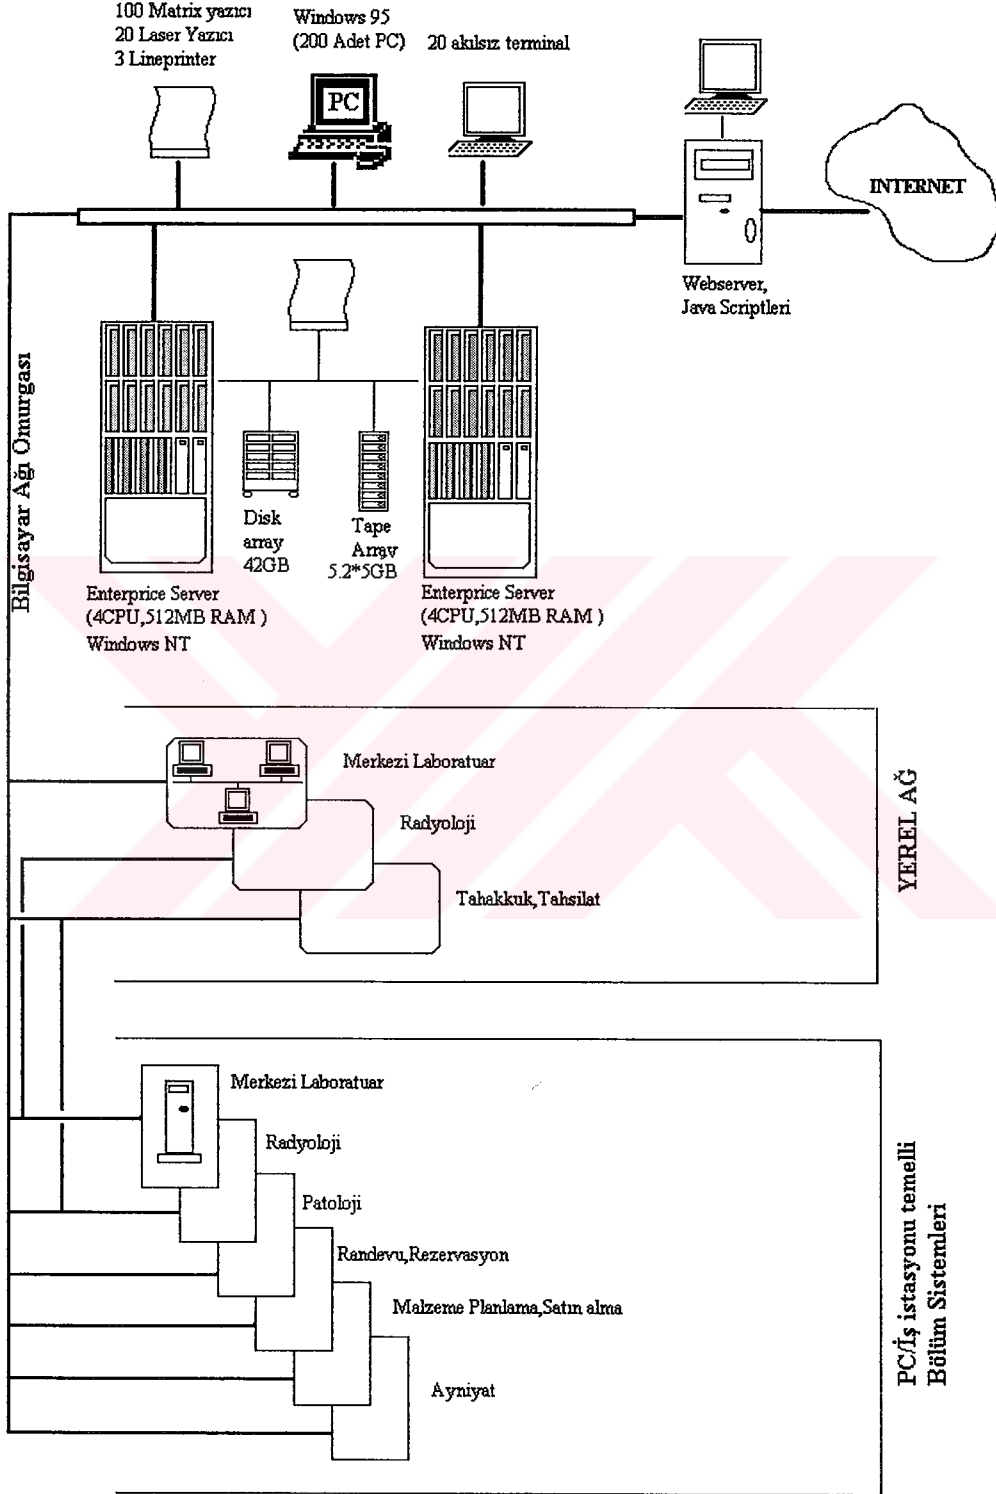 100 Matrix yazıcı
20 Laser Yazıcı
3 Lineprinter
Windows 95
(200 Adet PC)
20 akılsız terminal
PC
INTERNET
Webserver,
Java Scriptleri
Bilgisayar Ağı Omurgası
Disk
array
42GB
Tape
Array
5.2*5GB
Enterprice Server
(4CPU,512MB RAM )
Windows NT
Enterprice Server
(4CPU,512MB RAM )
Windows NT
Merkezi Laboratuar
Radyoloji
Tahakkuk,Tahsilat
YEREL AĞ
Merkezi Laboratuar
Radyoloji
Patoloji
Randevu,Rezervasyon
Malzeme Planlama,Satın alma
Ayniyat
PC/İş istasyonu temelli
Bölüm Sistemleri